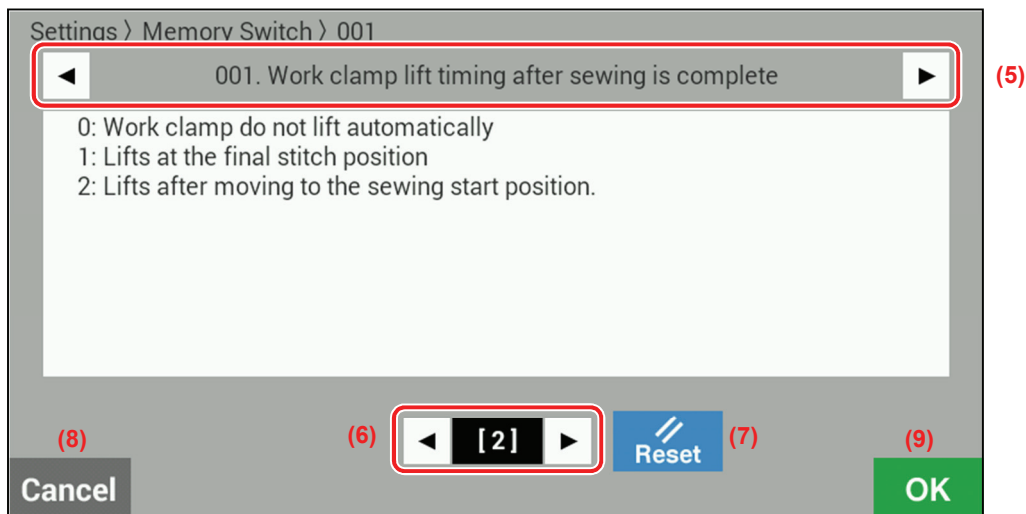 Settings 〉 Memory Switch 〉 001
◄ 001. Work clamp lift timing after sewing is complete ► (5)
0: Work clamp do not lift automatically
1: Lifts at the final stitch position
2: Lifts after moving to the sewing start position.
(8) (6) ◄ [ 2 ] ► Reset (7) (9)
Cancel OK